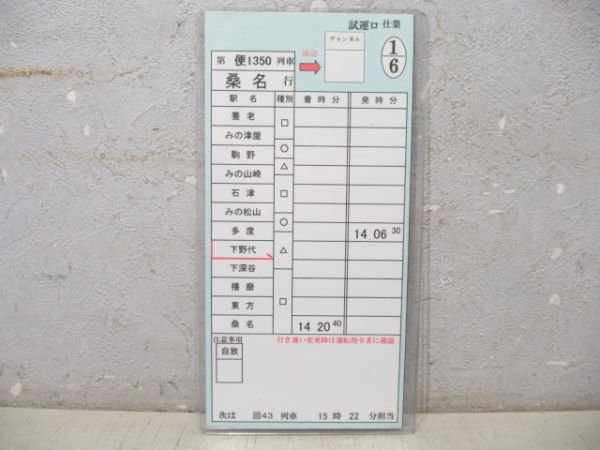 試運ロ 仕業
チャンネル
第 便1350 列車
確認
1
6
桑名 行
駅名 種別 着時分 発時分
養老
□
みの津屋
駒野
○
みの山崎
△
石津
□
みの松山
○
多度 14 06 30
下野代
△
下深谷
播磨
□
東方
桑名 14 20 40
注意事項
行き違い変更時は運転指令者に確認
自放
次は 回43 列車 15 時 22 分担当